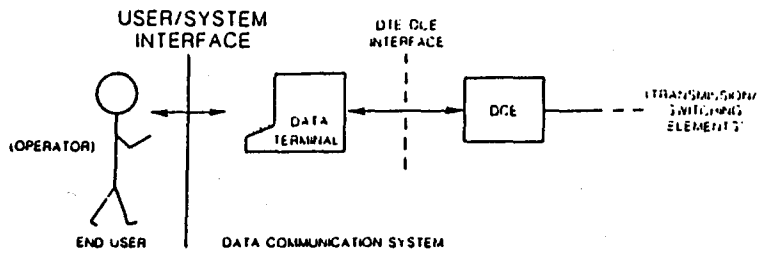 USER/SYSTEM
INTERFACE
DTE DCE
INTERFACE
(OPERATOR)
DATA
TERMINAL
DCE
(TRANSMISSION/
SWITCHING
ELEMENTS)
END USER
DATA COMMUNICATION SYSTEM